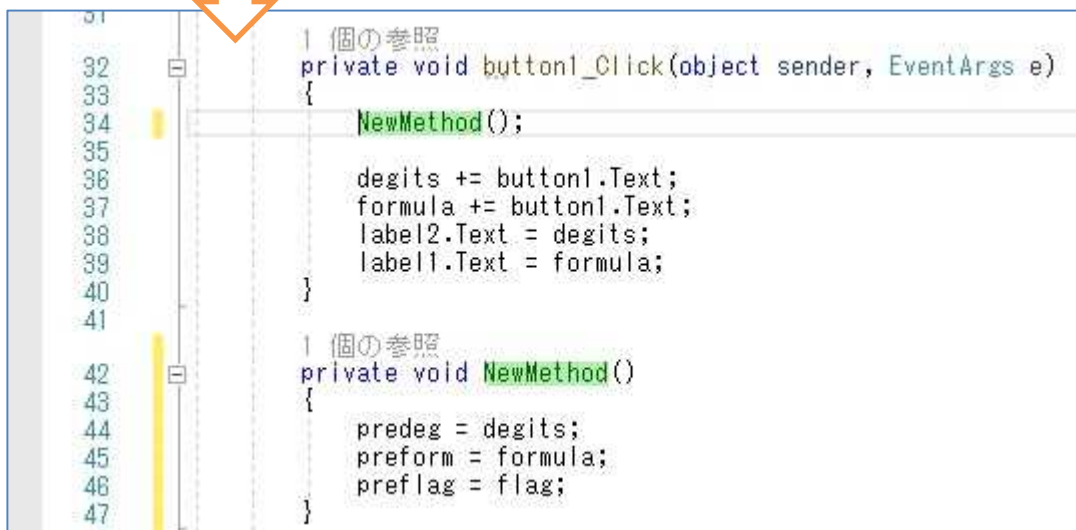 31
1 個の参照
32 private void button1_Click(object sender, EventArgs e)
33 {
34 NewMethod();
35
36 degits += button1.Text;
37 formula += button1.Text;
38 label2.Text = degits;
39 label1.Text = formula;
40 }
41
1 個の参照
42 private void NewMethod()
43 {
44 predeg = degits;
45 preform = formula;
46 preflag = flag;
47 }